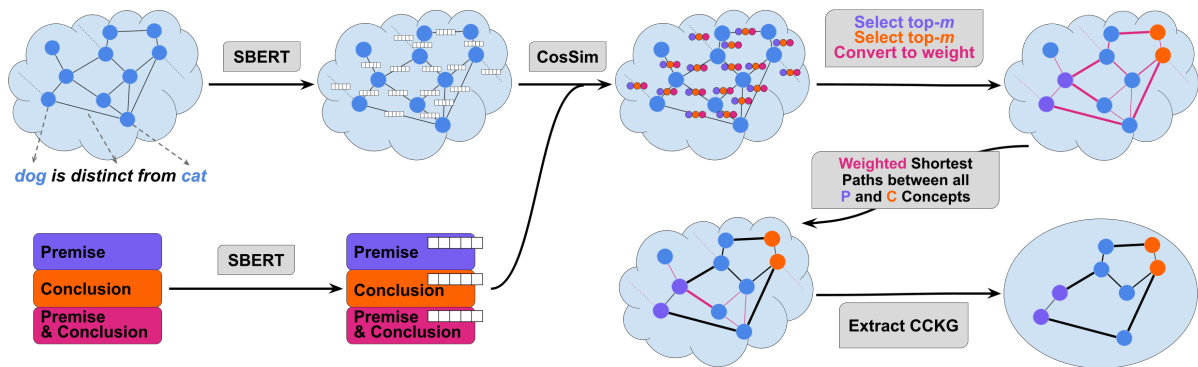 SBERT
CosSim
Select top-m
Select top-m
Convert to weight
dog is distinct from cat
Weighted Shortest
Paths between all
P and C Concepts
Premise
Conclusion
Premise
& Conclusion
SBERT
Premise
Conclusion
Premise
& Conclusion
Extract CCKG